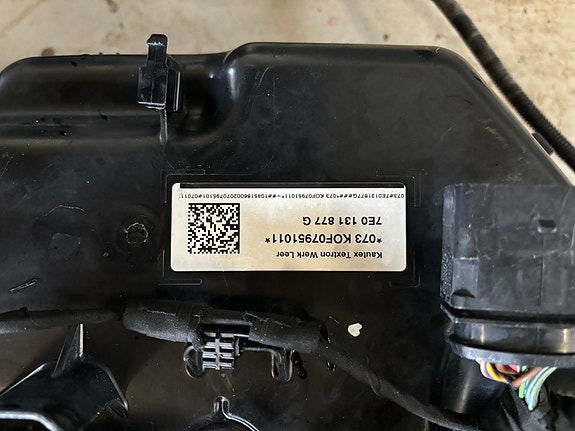 Kautex Textron Werk Leer
*073 KOF07951011*
7E0 131 877 G